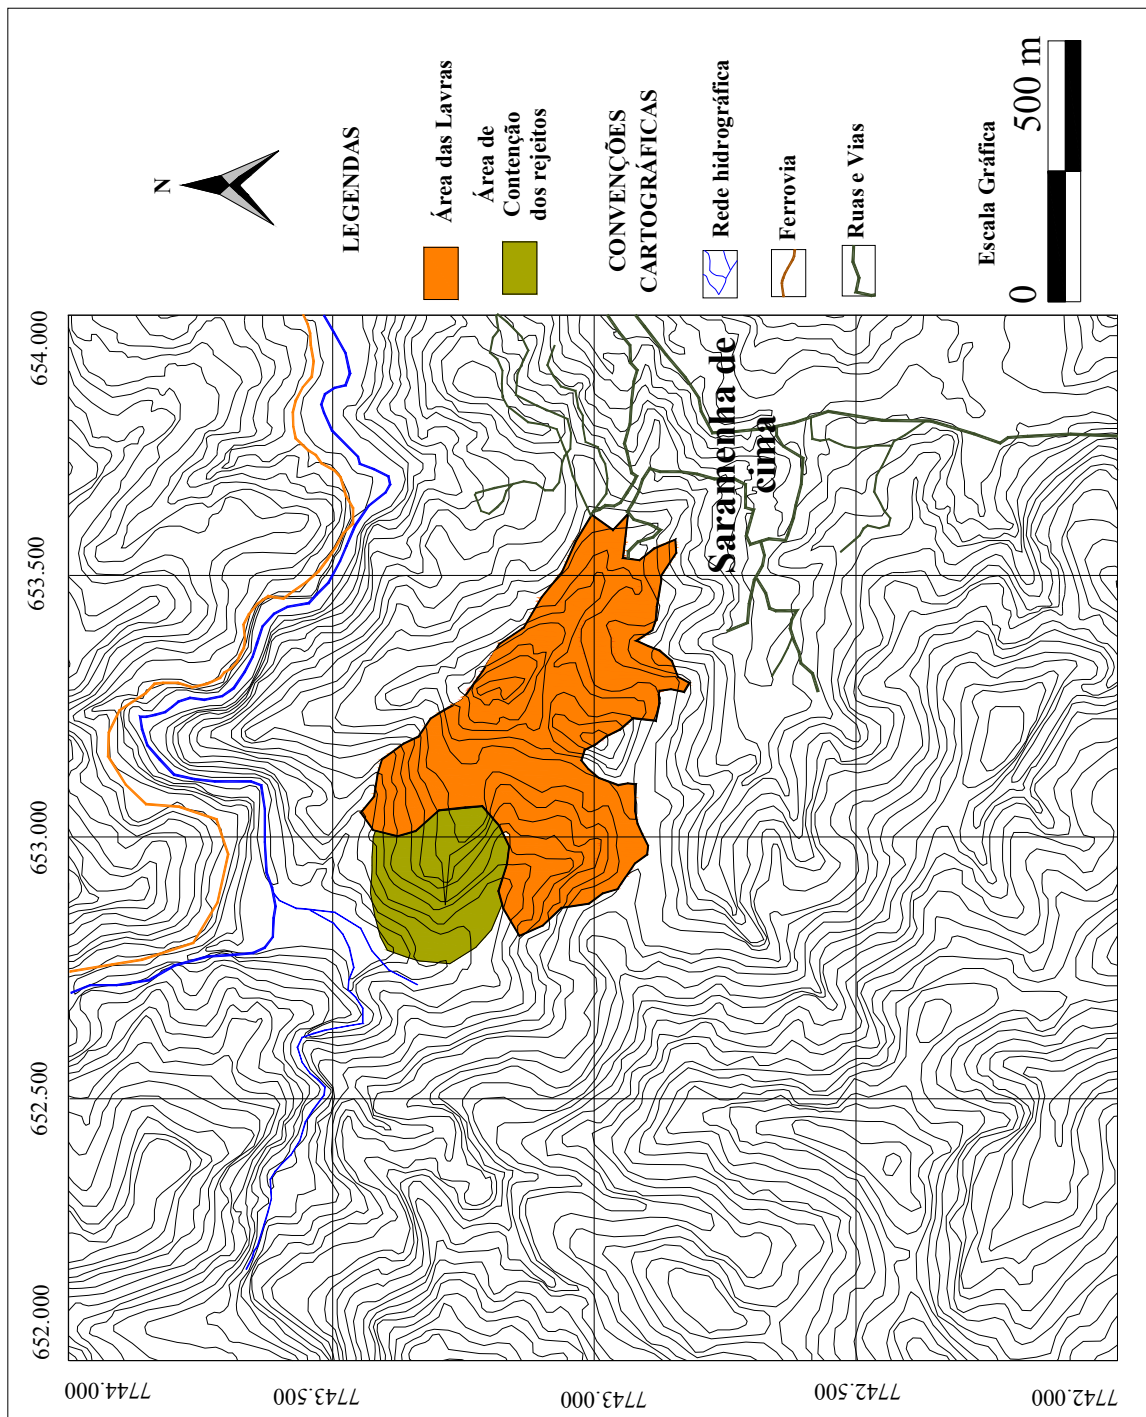 654.000
653.500
653.000
652.500
652.000
7744.000
7743.500
7743.000
7742.500
7742.000
Saramenha de
cima
N
LEGENDAS
Área das Lavras
Área de
Contenção
dos rejeitos
CONVENÇÕES
CARTOGRÁFICAS
Rede hidrográfica
Ferrovia
Ruas e Vias
Escala Gráfica
0
500 m